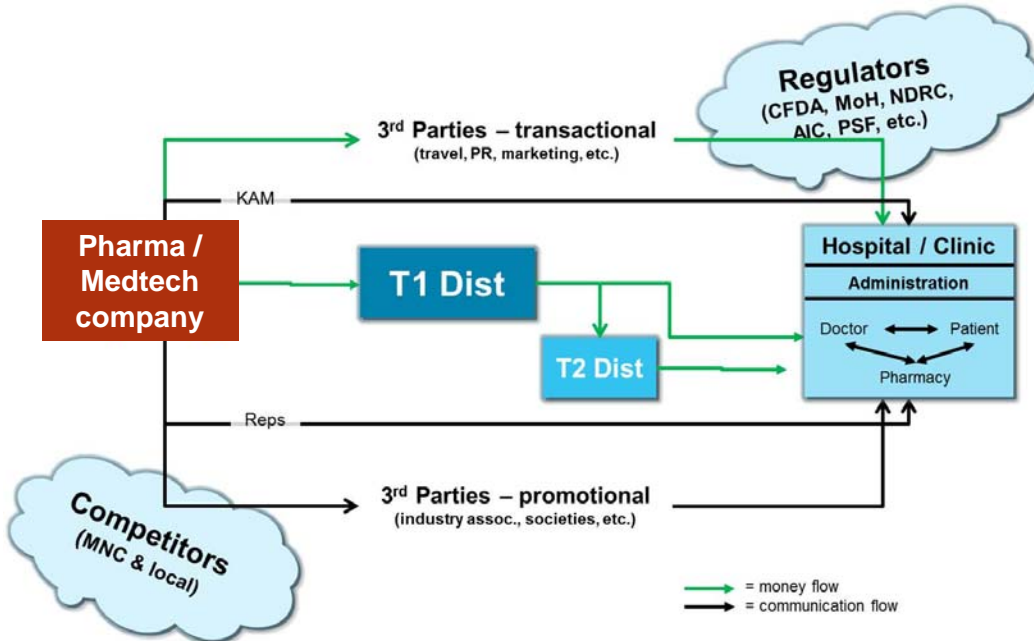 Regulators
(CFDA, MoH, NDRC,
AIC, PSF, etc.)
3rd Parties – transactional
(travel, PR, marketing, etc.)
KAM
Pharma /
Medtech
company
T1 Dist
T2 Dist
Hospital / Clinic
Administration
Doctor
Patient
Pharmacy
Reps
3rd Parties – promotional
(industry assoc., societies, etc.)
Competitors
(MNC & local)
= money flow
= communication flow